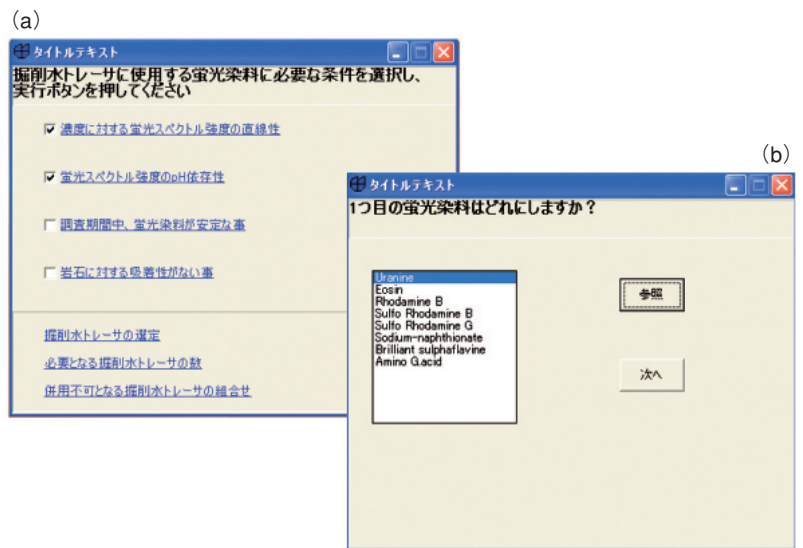 (a)
タイトルテキスト
掘削水トレーサに使用する蛍光染料に必要な条件を選択し、
実行ボタンを押してください
濃度に対する蛍光スペクトル強度の直線性
蛍光スペクトル強度のpH依存性
調査期間中、蛍光染料が安定な事
岩石に対する吸着性がない事
掘削水トレーサの選定
必要となる掘削水トレーサの数
併用不可となる掘削水トレーサの組合せ
(b)
タイトルテキスト
1つ目の蛍光染料はどれにしますか？
Uranine
Eosin
Rhodamine B
Sulfo Rhodamine B
Sulfo Rhodamine G
Sodium-naphthionate
Brilliant sulphaflavine
Amino G.acid
参照
次へ